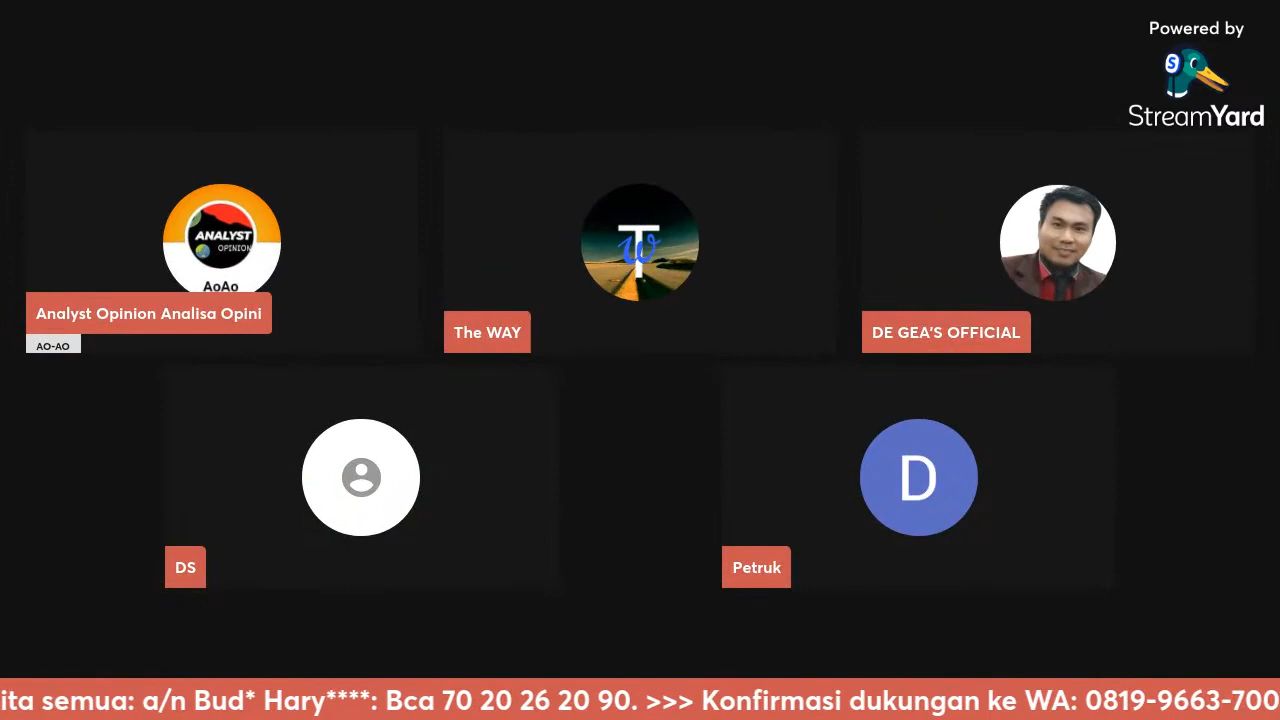 Powered by
S
StreamYard
ANALYST
OPINION
AoAo
Analyst Opinion Analisa Opini
AO-AO
T
w
The WAY
DE GEA'S OFFICIAL
DS
D
Petruk
ita semua: a/n Bud* Hary****: Bca 70 20 26 20 90. >>> Konfirmasi dukungan ke WA: 0819-9663-700